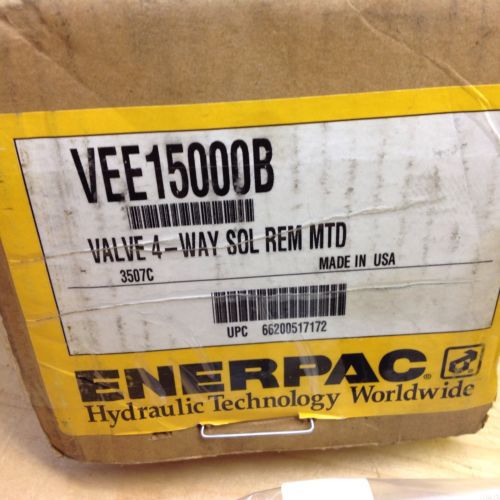 VEE15000B
VALVE 4-WAY SOL REM MTD
3507C MADE IN USA
UPC 66200517172
ENERPAC®
Hydraulic Technology Worldwide